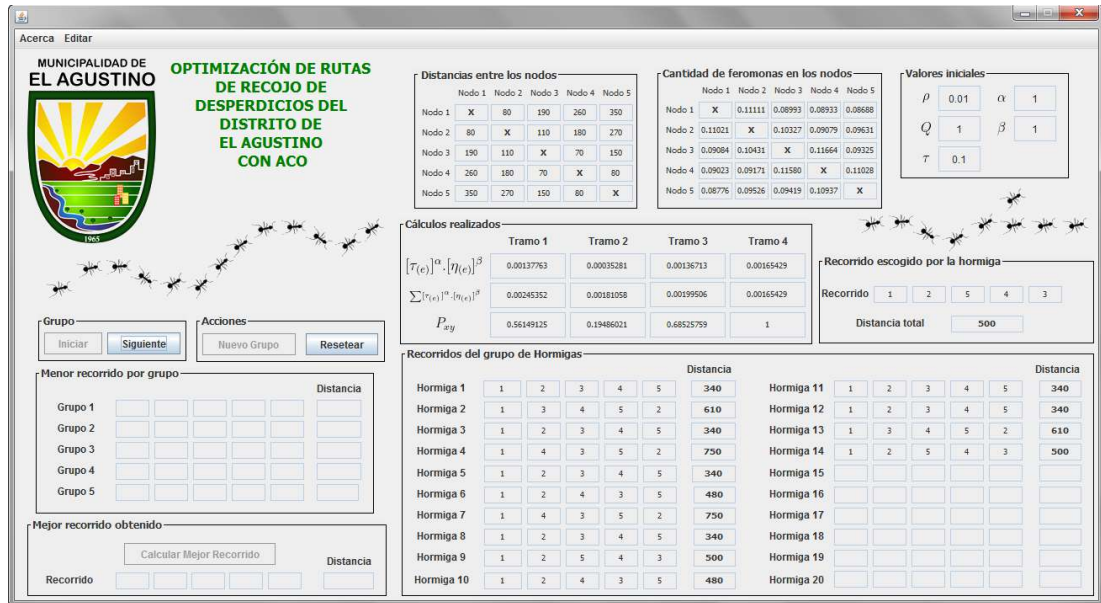 Acerca Editar
MUNICIPALIDAD DE
EL AGUSTINO
1965
OPTIMIZACIÓN DE RUTAS
DE RECOJO DE
DESPERDICIOS DEL
DISTRITO DE
EL AGUSTINO
CON ACO
Distancias entre los nodos
Nodo 1 Nodo 2 Nodo 3 Nodo 4 Nodo 5
Nodo 1 X 80 190 260 350
Nodo 2 80 X 110 180 270
Nodo 3 190 110 X 70 150
Nodo 4 260 180 70 X 80
Nodo 5 350 270 150 80 X
Cantidad de feromonas en los nodos
Nodo 1 Nodo 2 Nodo 3 Nodo 4 Nodo 5
Nodo 1 X 0.11111 0.08993 0.08933 0.08688
Nodo 2 0.11021 X 0.10327 0.09079 0.09631
Nodo 3 0.09084 0.10431 X 0.11664 0.09325
Nodo 4 0.09023 0.09171 0.11580 X 0.11028
Nodo 5 0.08776 0.09526 0.09419 0.10937 X
Valores iniciales
ρ 0.01 α 1
Q 1 β 1
τ 0.1
Cálculos realizados
Tramo 1 Tramo 2 Tramo 3 Tramo 4
[τ(e)]^α.[η(e)]^β 0.00137763 0.00035281 0.00136713 0.00165429
∑[τ(e)]^α.[η(e)]^β 0.00245352 0.00181058 0.00199506 0.00165429
Pxy 0.56149125 0.19486021 0.68525759 1
Recorrido escogido por la hormiga
Recorrido 1 2 5 4 3
Distancia total 500
Grupo
Iniciar Siguiente
Acciones
Nuevo Grupo Resetear
Menor recorrido por grupo
Distancia
Grupo 1
Grupo 2
Grupo 3
Grupo 4
Grupo 5
Mejor recorrido obtenido
Calcular Mejor Recorrido
Distancia
Recorrido
Recorridos del grupo de Hormigas
Distancia Distancia
Hormiga 1 1 2 3 4 5 340 Hormiga 11 1 2 3 4 5 340
Hormiga 2 1 3 4 5 2 610 Hormiga 12 1 2 3 4 5 340
Hormiga 3 1 2 3 4 5 340 Hormiga 13 1 3 4 5 2 610
Hormiga 4 1 4 3 5 2 750 Hormiga 14 1 2 5 4 3 500
Hormiga 5 1 2 3 4 5 340 Hormiga 15
Hormiga 6 1 2 4 3 5 480 Hormiga 16
Hormiga 7 1 4 3 5 2 750 Hormiga 17
Hormiga 8 1 2 3 4 5 340 Hormiga 18
Hormiga 9 1 2 5 4 3 500 Hormiga 19
Hormiga 10 1 2 4 3 5 480 Hormiga 20